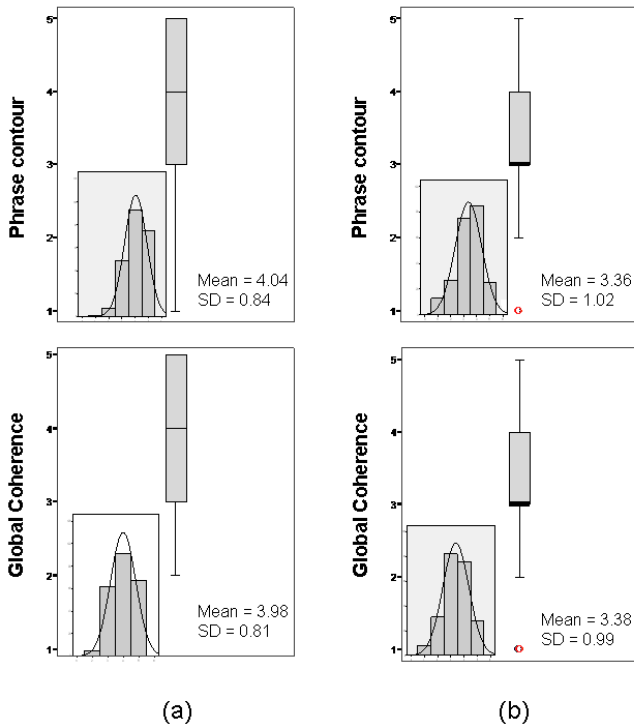 Phrase contour
5
4
3
2
1
Mean = 4.04
SD = 0.84
Phrase contour
5
4
3
2
1
Mean = 3.36
SD = 1.02
Global Coherence
5
4
3
2
1
Mean = 3.98
SD = 0.81
Global Coherence
5
4
3
2
1
Mean = 3.38
SD = 0.99
(a)
(b)